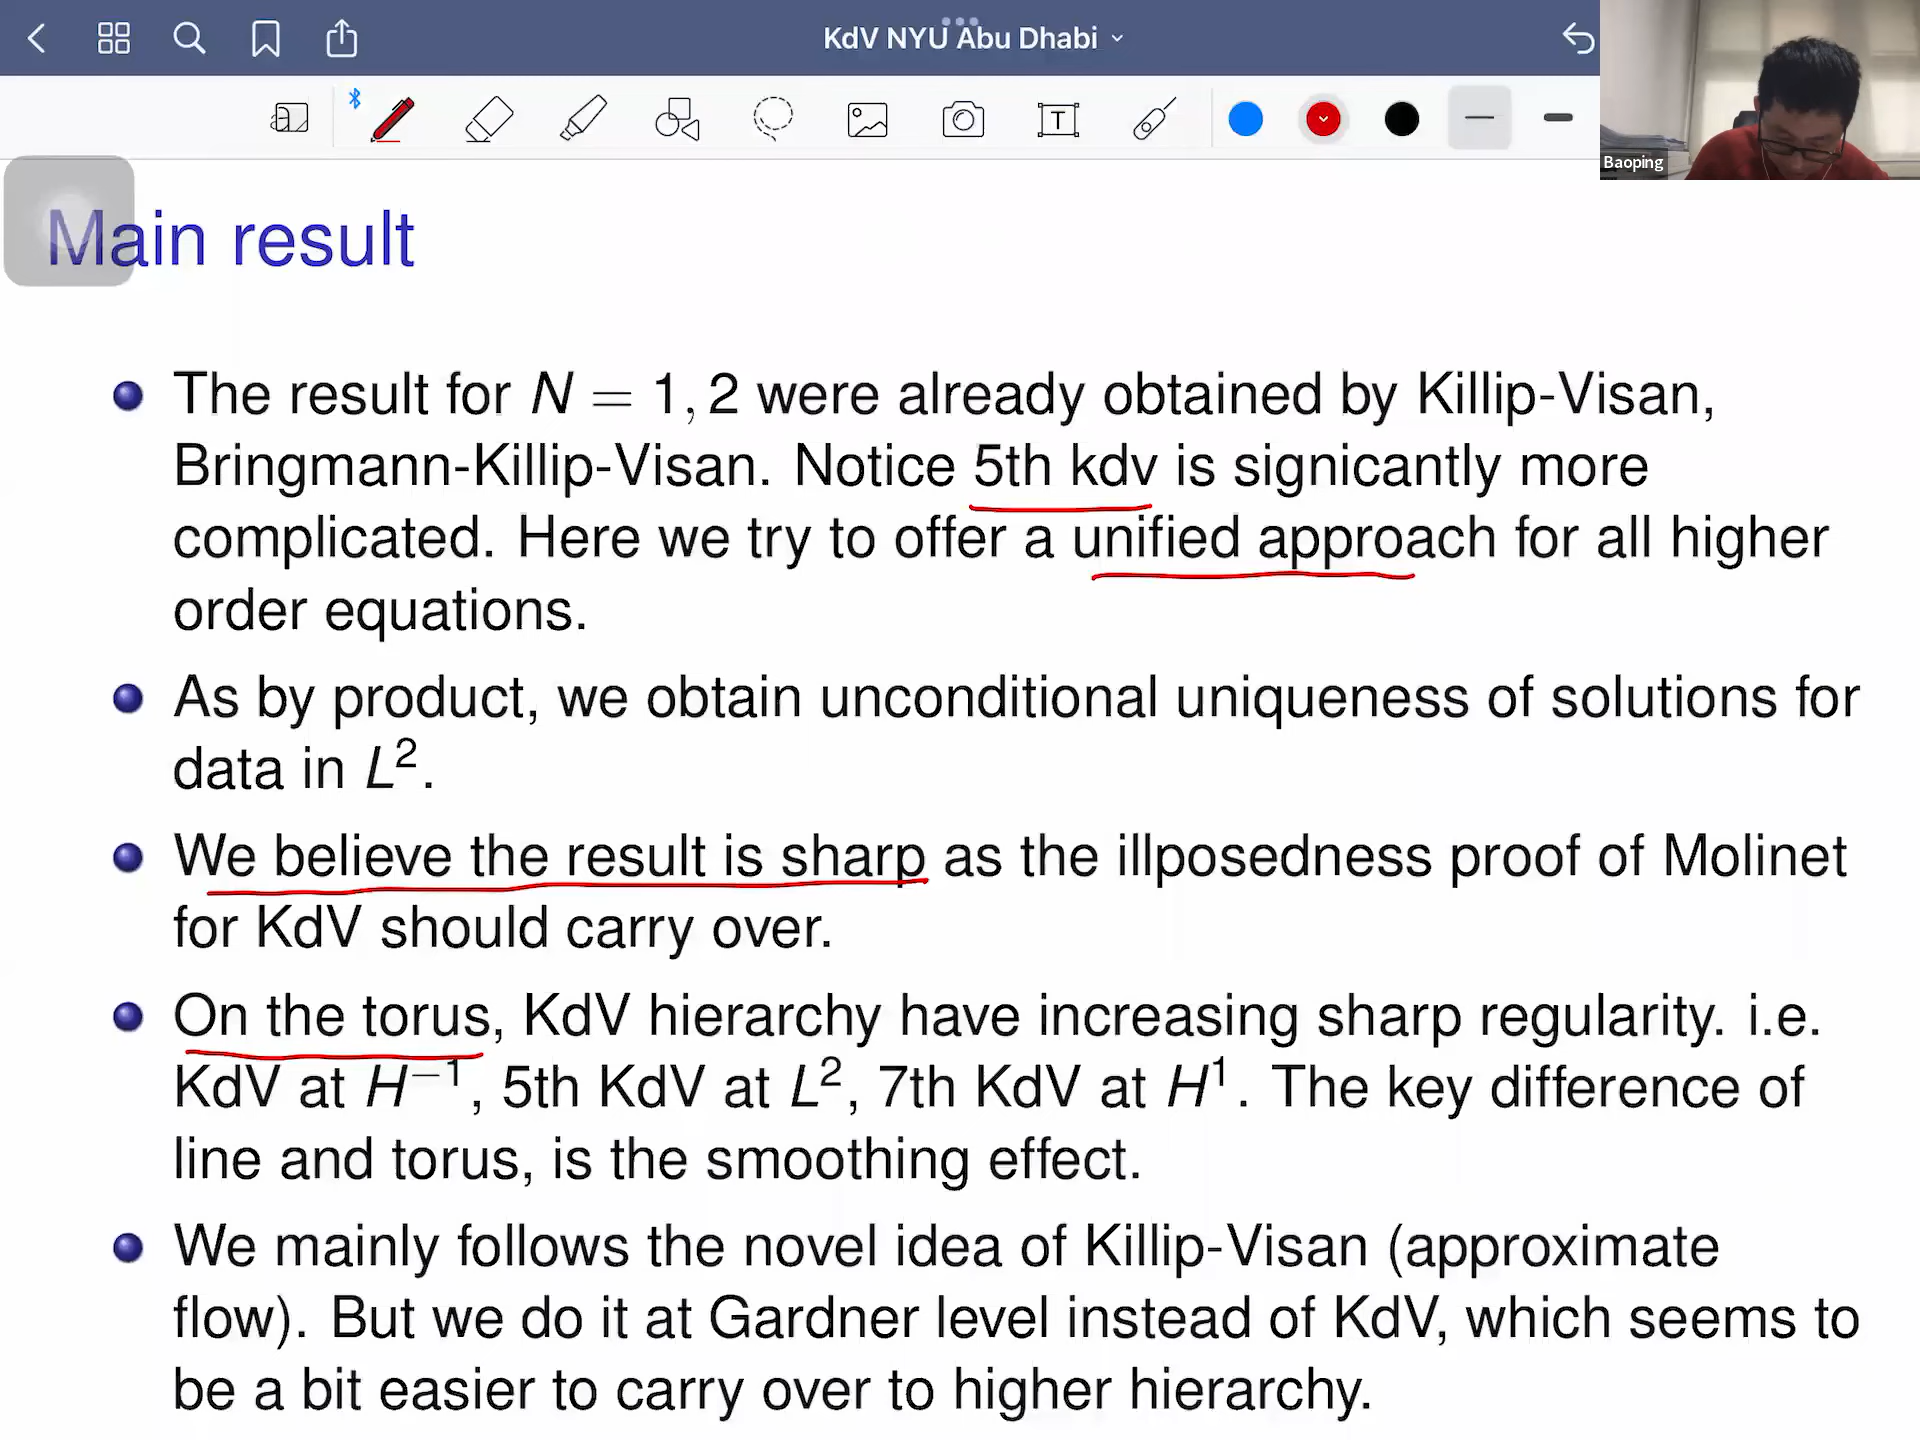 KdV NYU Abu Dhabi
T
Baoping
Main result
The result for N = 1, 2 were already obtained by Killip-Visan,
Bringmann-Killip-Visan. Notice 5th kdv is signicantly more
complicated. Here we try to offer a unified approach for all higher
order equations.
As by product, we obtain unconditional uniqueness of solutions for
data in L².
We believe the result is sharp as the illposedness proof of Molinet
for KdV should carry over.
On the torus, KdV hierarchy have increasing sharp regularity. i.e.
KdV at H⁻¹, 5th KdV at L², 7th KdV at H¹. The key difference of
line and torus, is the smoothing effect.
We mainly follows the novel idea of Killip-Visan (approximate
flow). But we do it at Gardner level instead of KdV, which seems to
be a bit easier to carry over to higher hierarchy.